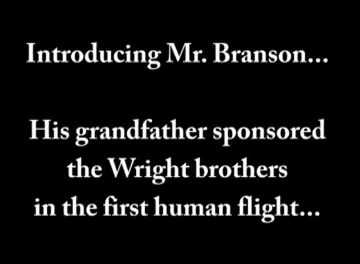 Introducing Mr. Branson...
His grandfather sponsored
the Wright brothers
in the first human flight...